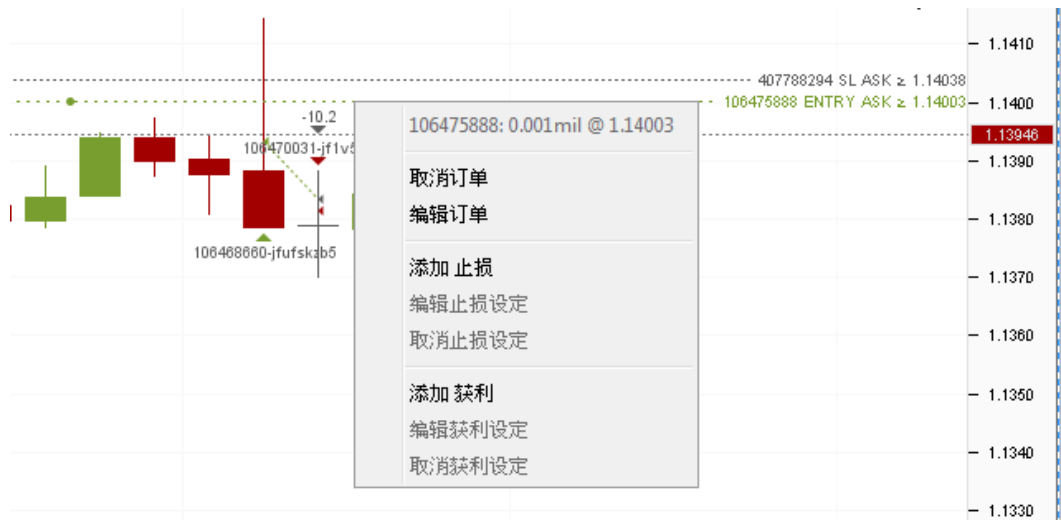 1.1410
407788294 SL ASK ≥ 1.14038
106475888 ENTRY ASK ≥ 1.14003
1.1400
-10.2
106475888: 0.001mil @ 1.14003
1.13946
106470031-jf1v5
1.1390
取消订单
编辑订单
1.1380
106468660-jfufskzb5
添加 止损
1.1370
编辑止损设定
取消止损设定
1.1360
添加 获利
1.1350
编辑获利设定
1.1340
取消获利设定
1.1330